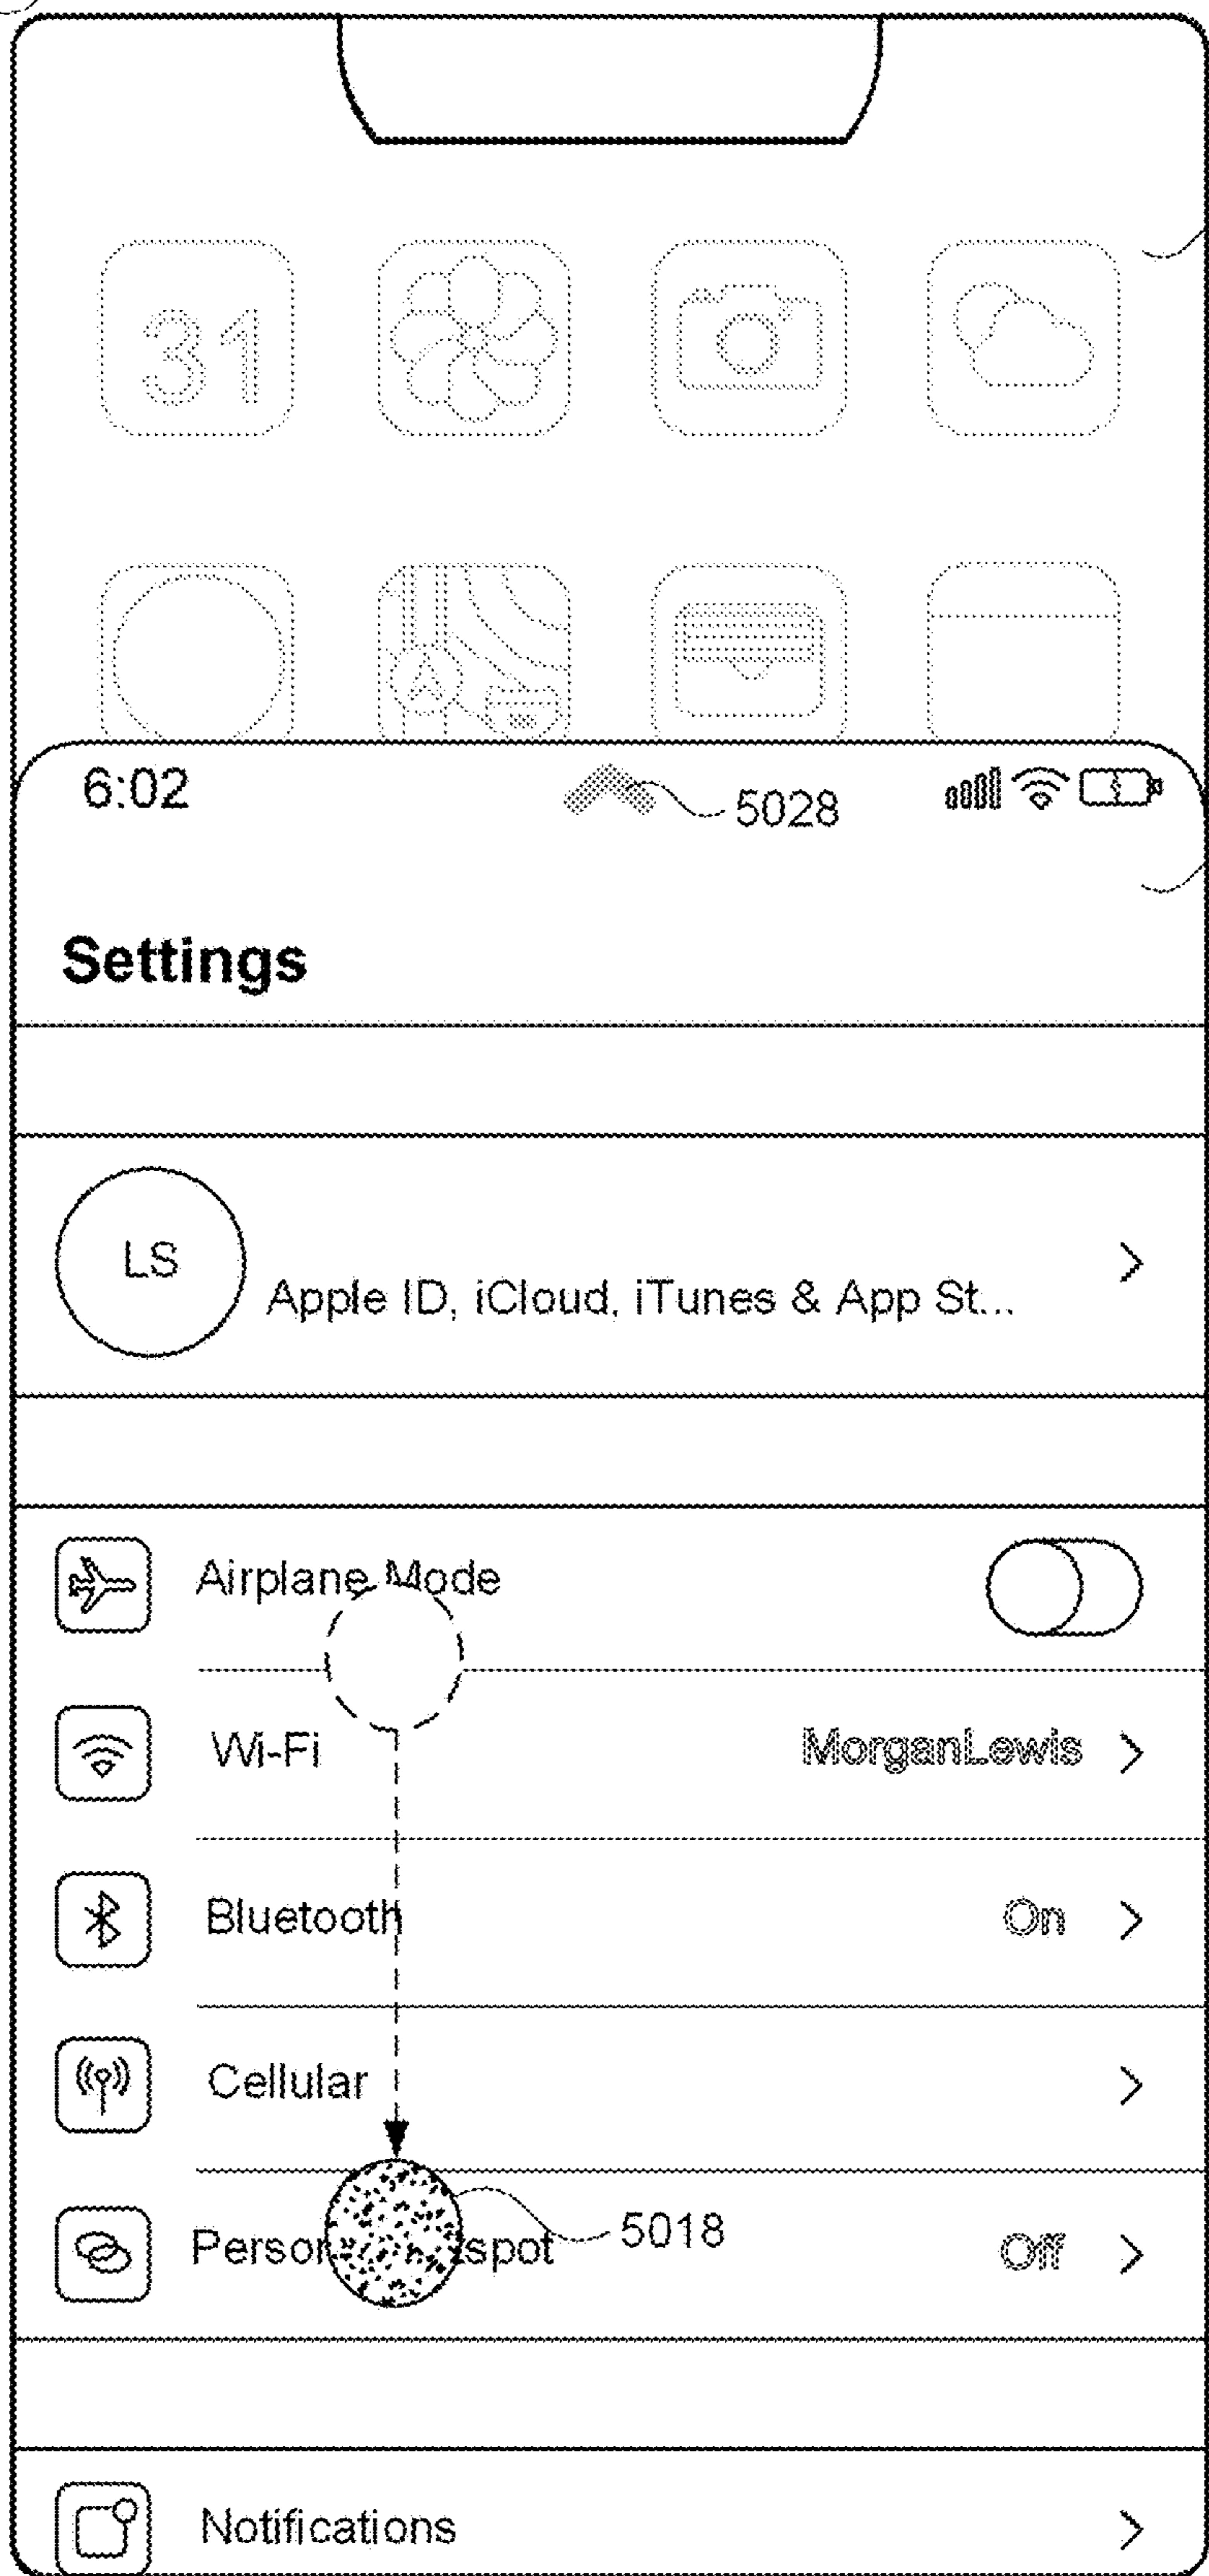 31
6:02
5028
Settings
LS
Apple ID, iCloud, iTunes & App St...
Airplane Mode
Wi-Fi MorganLewis
Bluetooth On
Cellular
5018
Off
Notifications